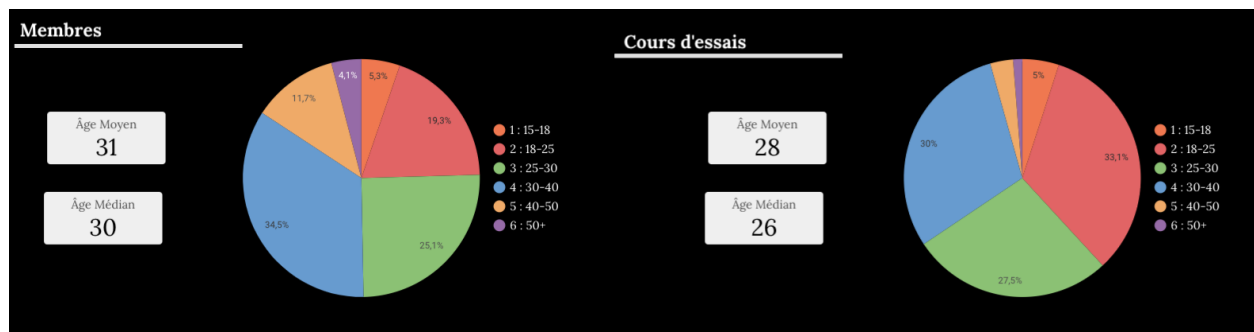 Membres
Âge Moyen
31
Âge Médian
30
4,1%
5,3%
11,7%
19,3%
34,5%
25,1%
1 : 15-18
2 : 18-25
3 : 25-30
4 : 30-40
5 : 40-50
6 : 50+
Cours d'essais
Âge Moyen
28
Âge Médian
26
5%
30%
33,1%
27,5%
1 : 15-18
2 : 18-25
3 : 25-30
4 : 30-40
5 : 40-50
6 : 50+